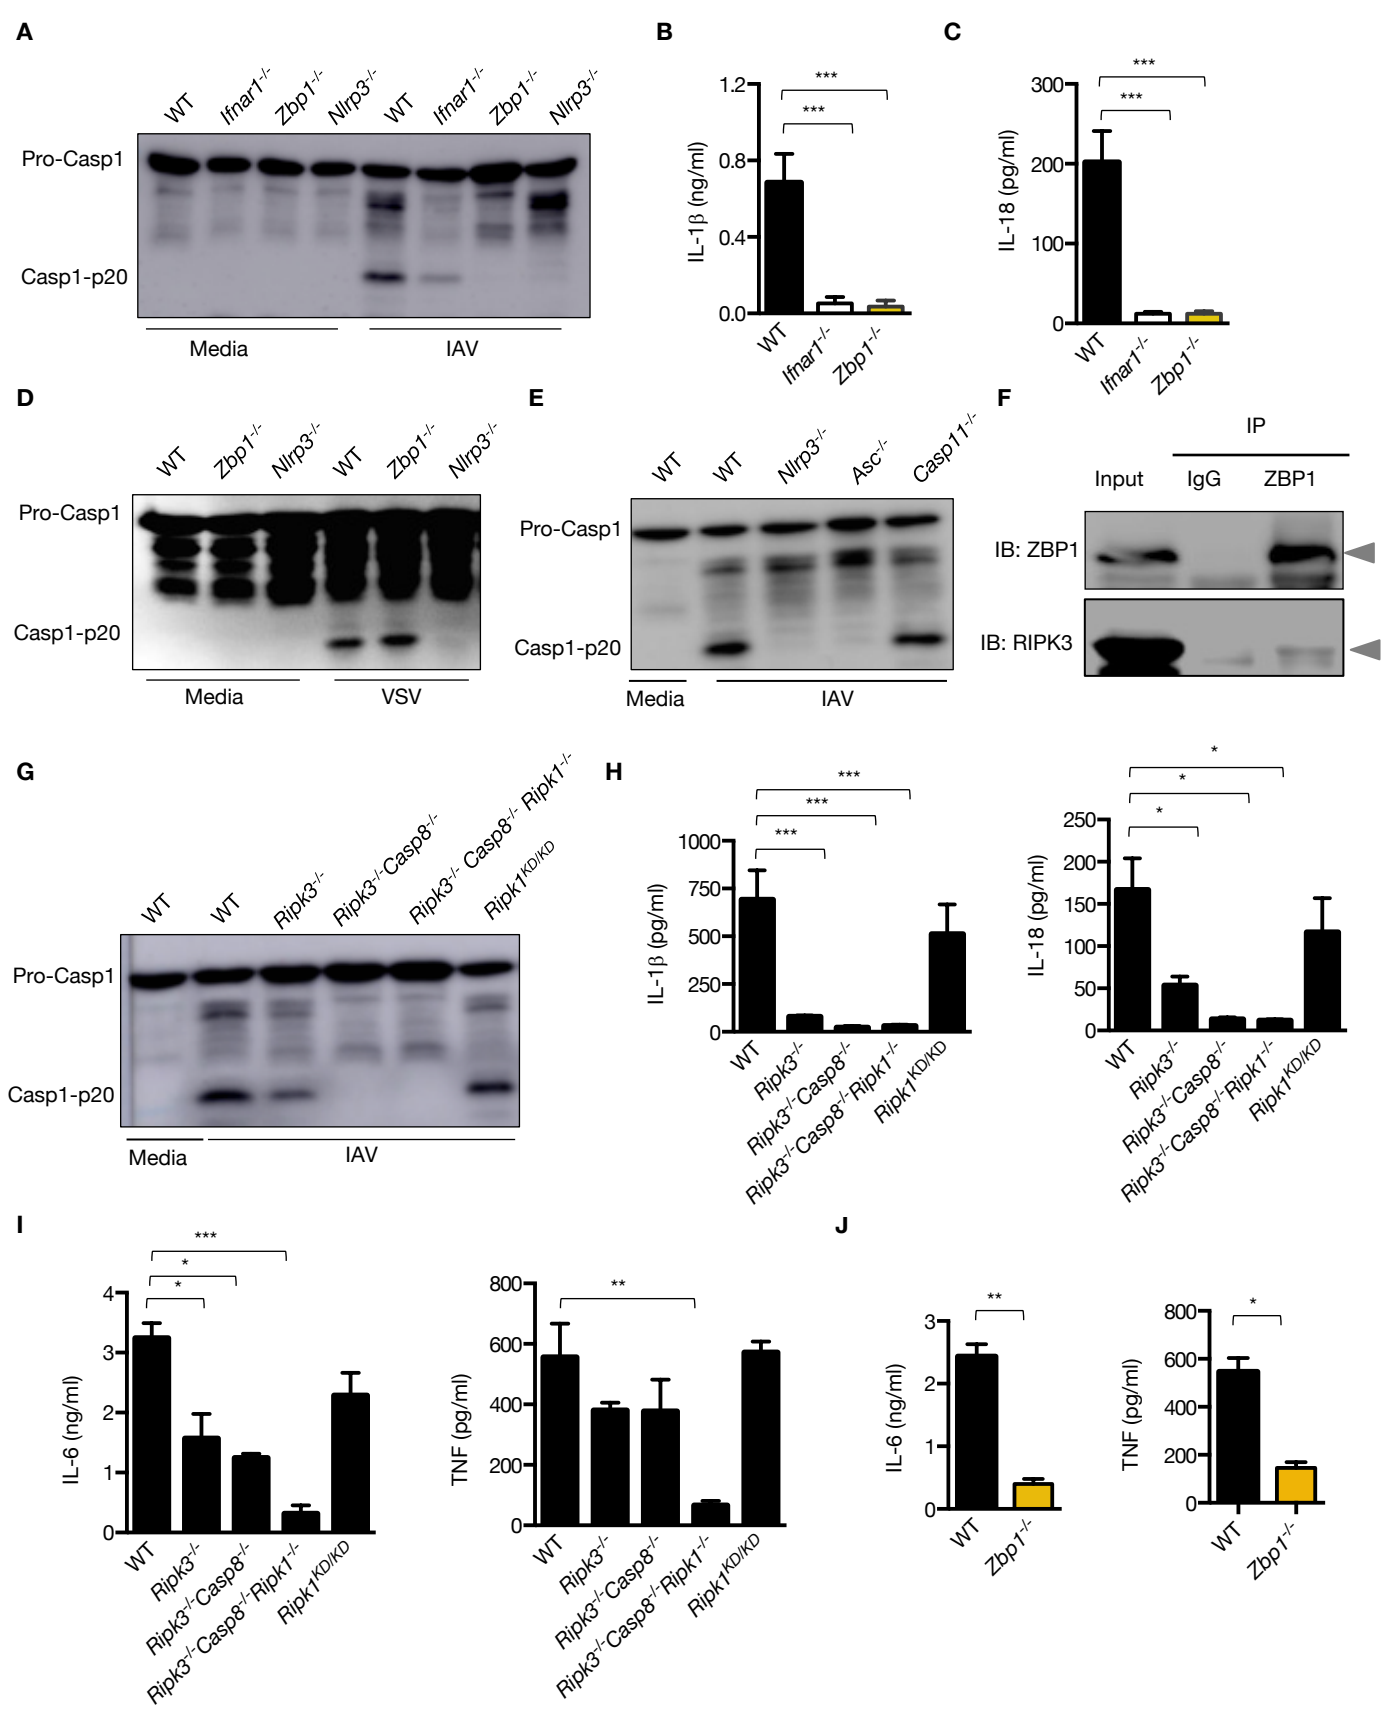 A
WT Ifnar1-/- Zbp1-/- Nlrp3-/- WT Ifnar1-/- Zbp1-/- Nlrp3-/-
Pro-Casp1
Casp1-p20
Media IAV
B
***
***
IL-1β (ng/ml)
1.2
0.8
0.4
0.0
WT Ifnar1-/- Zbp1-/-
C
***
***
IL-18 (pg/ml)
300
200
100
0
WT Ifnar1-/- Zbp1-/-
D
WT Zbp1-/- Nlrp3-/- WT Zbp1-/- Nlrp3-/-
Pro-Casp1
Casp1-p20
Media VSV
E
WT WT Nlrp3-/- Asc-/- Casp11-/-
Pro-Casp1
Casp1-p20
Media IAV
F
IP
Input IgG ZBP1
IB: ZBP1
IB: RIPK3
G
WT WT Ripk3-/- Ripk3-/-Casp8-/- Ripk3-/- Casp8-/- Ripk1-/- Ripk1KD/KD
Pro-Casp1
Casp1-p20
Media IAV
H
***
***
***
IL-1β (pg/ml)
1000
750
500
250
0
WT Ripk3-/- Ripk3-/-Casp8-/- Ripk3-/-Casp8-/-Ripk1-/- Ripk1KD/KD
*
*
*
IL-18 (pg/ml)
250
200
150
100
50
0
WT Ripk3-/- Ripk3-/-Casp8-/- Ripk3-/-Casp8-/-Ripk1-/- Ripk1KD/KD
I
***
*
*
IL-6 (ng/ml)
4
3
2
1
0
WT Ripk3-/- Ripk3-/-Casp8-/- Ripk3-/-Casp8-/-Ripk1-/- Ripk1KD/KD
**
TNF (pg/ml)
800
600
400
200
0
WT Ripk3-/- Ripk3-/-Casp8-/- Ripk3-/-Casp8-/-Ripk1-/- Ripk1KD/KD
J
**
IL-6 (ng/ml)
3
2
1
0
WT Zbp1-/-
*
TNF (pg/ml)
800
600
400
200
0
WT Zbp1-/-